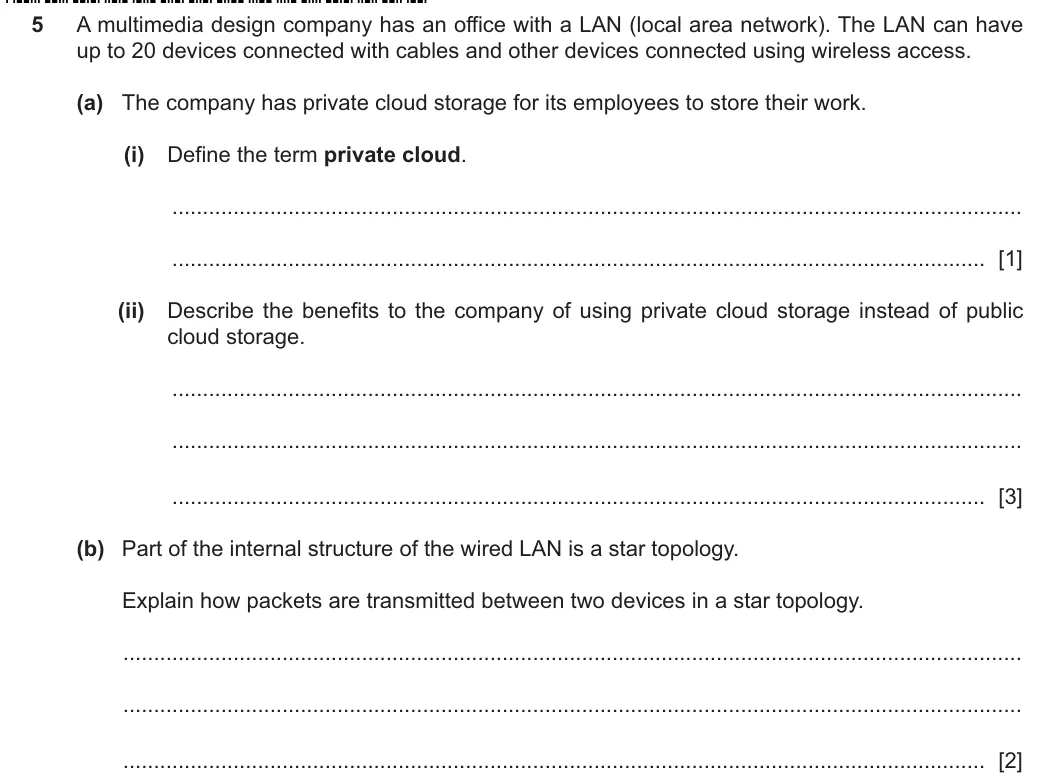 5 A multimedia design company has an office with a LAN (local area network). The LAN can have
up to 20 devices connected with cables and other devices connected using wireless access.
(a) The company has private cloud storage for its employees to store their work.
(i) Define the term private cloud.
...........................................................................................................................................
..................................................................................................................................... [1]
(ii) Describe the benefits to the company of using private cloud storage instead of public
cloud storage.
...........................................................................................................................................
...........................................................................................................................................
..................................................................................................................................... [3]
(b) Part of the internal structure of the wired LAN is a star topology.
Explain how packets are transmitted between two devices in a star topology.
...................................................................................................................................................
...................................................................................................................................................
............................................................................................................................................. [2]